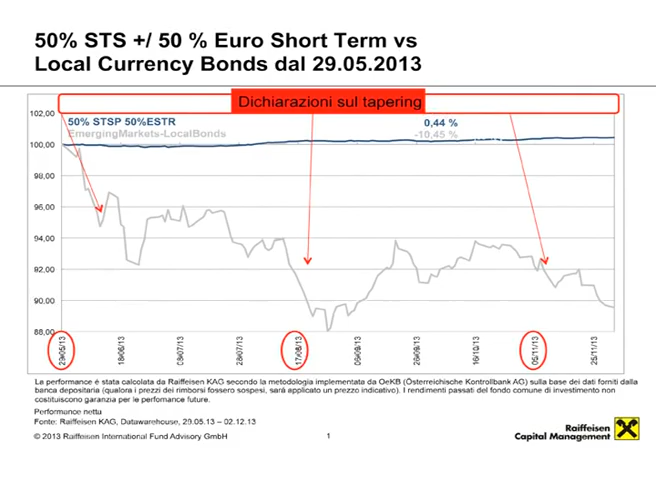 50% STS +/ 50 % Euro Short Term vs
Local Currency Bonds dal 29.05.2013
Dichiarazioni sul tapering
102,00
50% STSP 50%ESTR 0,44 %
EmergingMarkets-LocalBonds -10,45 %
100,00
98,00
96,00
94,00
92,00
90,00
88,00
29/05/13
18/06/13
08/07/13
28/07/13
17/08/13
09/09/13
26/09/13
16/10/13
05/11/13
25/11/13
La performance é stata calcolata da Raiffeisen KAG secondo la metodologia implementata da OeKB (Österreichische Kontrollbank AG) sulla base dei dati forniti dalla
banca depositaria (qualora i prezzi dei rimborsi fossero sospesi, sarà applicato un prezzo indicativo). I rendimenti passati del fondo comune di investimento non
costituiscono garanzia per le perfomance future.
Performance netta
Fonte: Raiffeisen KAG, Datawarehouse, 29.05.13 – 02.12.13
© 2013 Raiffeisen International Fund Advisory GmbH 1
Raiffeisen
Capital Management